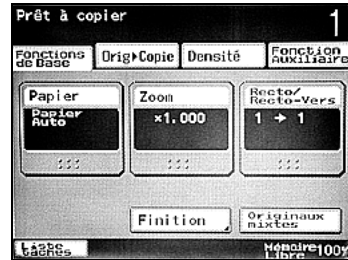 Prêt à copier 1
Fonctions de Base
Orig▸Copie
Densité
Fonction Auxiliaire
Papier
Papier Auto
Zoom
×1.000
Recto/
Recto-Vers
1 → 1
Finition
Originaux mixtes
Liste tâches
Mémoire Libre 100%